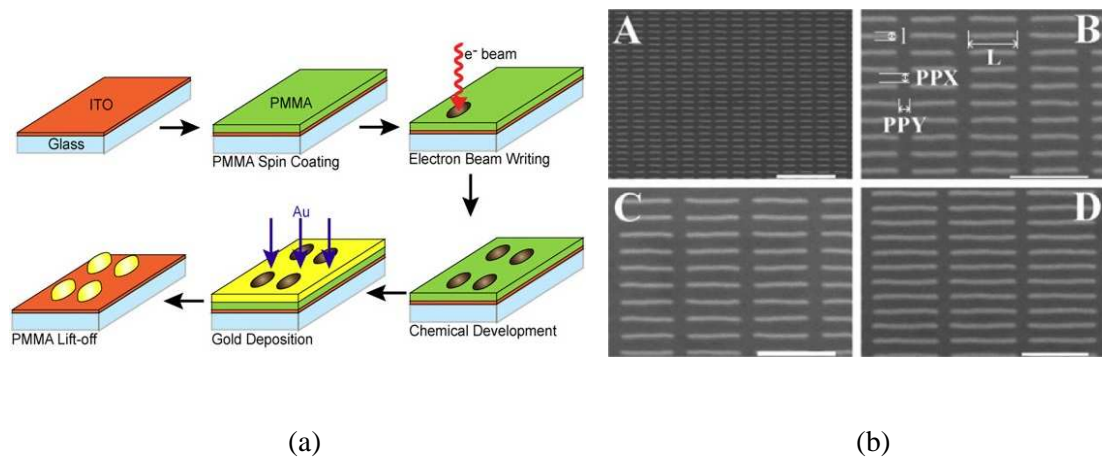 ITO
Glass
PMMA
PMMA Spin Coating
e- beam
Electron Beam Writing
Au
PMMA Lift-off
Gold Deposition
Chemical Development
A
B
L
PPX
PPY
C
D
(a)
(b)